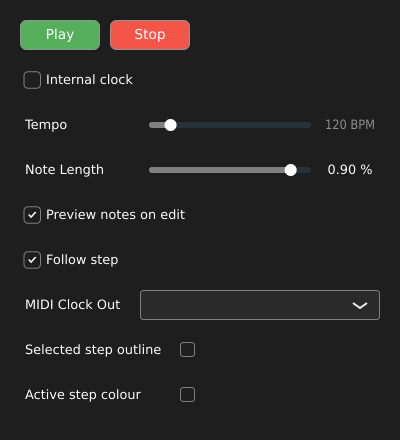 Play Stop
Internal clock
Tempo 120 BPM
Note Length 0.90 %
Preview notes on edit
Follow step
MIDI Clock Out
Selected step outline
Active step colour